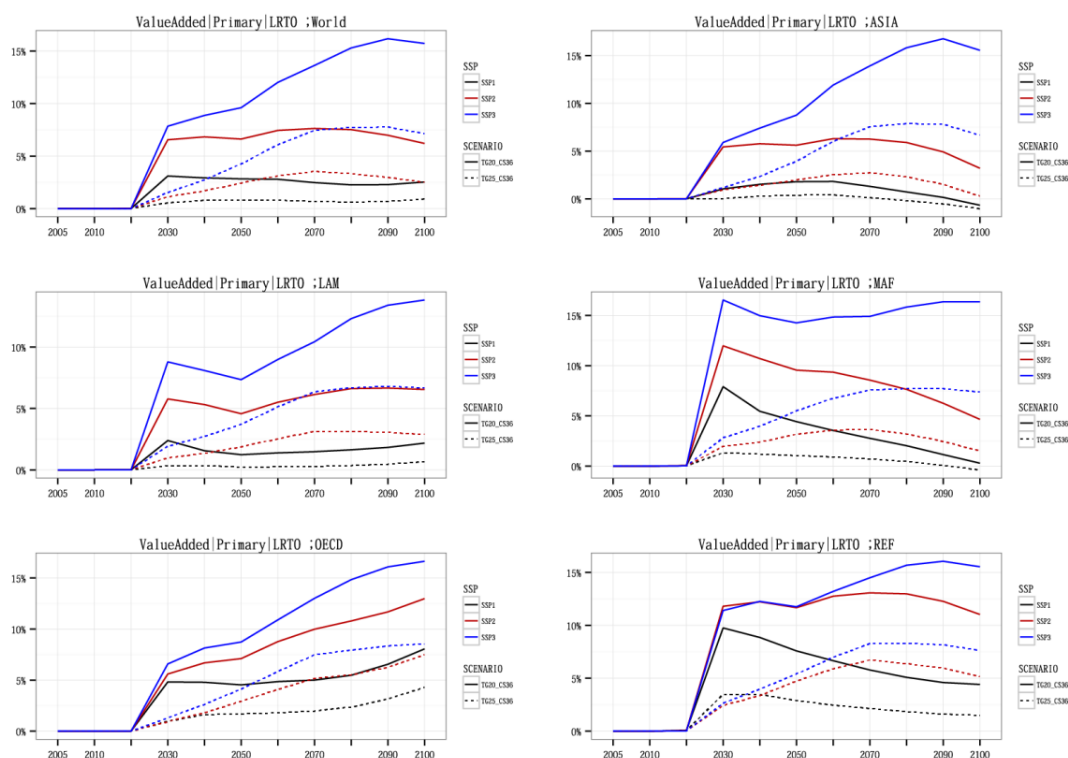 ValueAdded|Primary|LRTO ;World
15%
10%
5%
0%
2005 2010 2030 2050 2070 2090 2100
SSP
SSP1
SSP2
SSP3
SCENARIO
TG20_CS36
TG25_CS36
ValueAdded|Primary|LRTO ;ASIA
15%
10%
5%
0%
2005 2010 2030 2050 2070 2090 2100
SSP
SSP1
SSP2
SSP3
SCENARIO
TG20_CS36
TG25_CS36
ValueAdded|Primary|LRTO ;LAM
10%
5%
0%
2005 2010 2030 2050 2070 2090 2100
SSP
SSP1
SSP2
SSP3
SCENARIO
TG20_CS36
TG25_CS36
ValueAdded|Primary|LRTO ;MAF
15%
10%
5%
0%
2005 2010 2030 2050 2070 2090 2100
SSP
SSP1
SSP2
SSP3
SCENARIO
TG20_CS36
TG25_CS36
ValueAdded|Primary|LRTO ;OECD
15%
10%
5%
0%
2005 2010 2030 2050 2070 2090 2100
SSP
SSP1
SSP2
SSP3
SCENARIO
TG20_CS36
TG25_CS36
ValueAdded|Primary|LRTO ;REF
15%
10%
5%
0%
2005 2010 2030 2050 2070 2090 2100
SSP
SSP1
SSP2
SSP3
SCENARIO
TG20_CS36
TG25_CS36